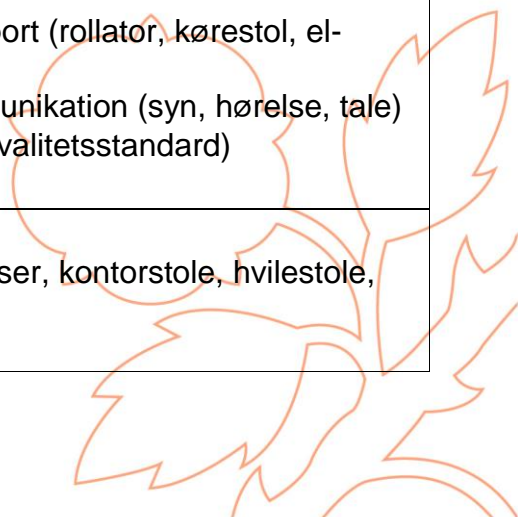 ort (rollator, kørestol, el-
unikation (syn, hørelse, tale)
valitetsstandard)
ser, kontorstole, hvilestole,